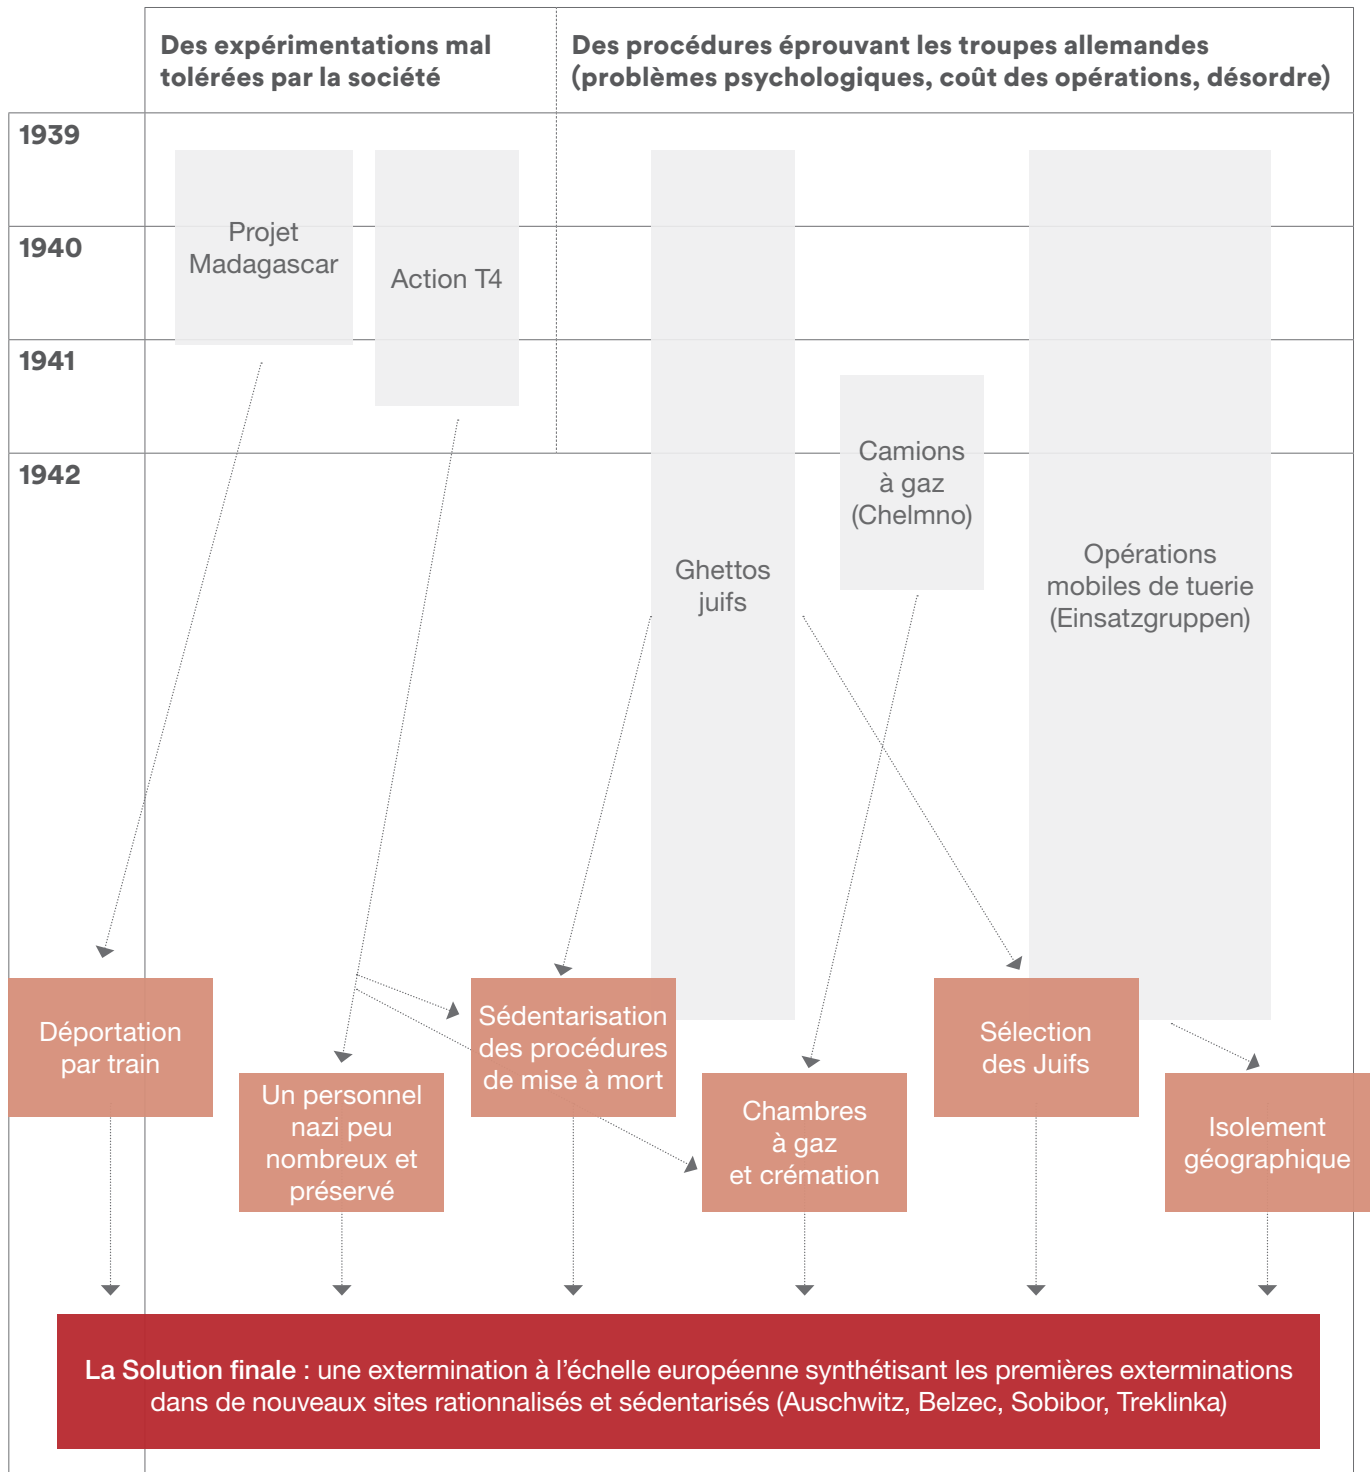 Des expérimentations mal
tolérées par la société
Des procédures éprouvant les troupes allemandes
(problèmes psychologiques, coût des opérations, désordre)
1939
1940
1941
1942
Projet
Madagascar
Action T4
Ghettos
juifs
Camions
à gaz
(Chelmno)
Opérations
mobiles de tuerie
(Einsatzgruppen)
Déportation
par train
Un personnel
nazi peu
nombreux et
préservé
Sédentarisation
des procédures
de mise à mort
Chambres
à gaz
et crémation
Sélection
des Juifs
Isolement
géographique
La Solution finale : une extermination à l’échelle européenne synthétisant les premières exterminations
dans de nouveaux sites rationnalisés et sédentarisés (Auschwitz, Belzec, Sobibor, Treklinka)